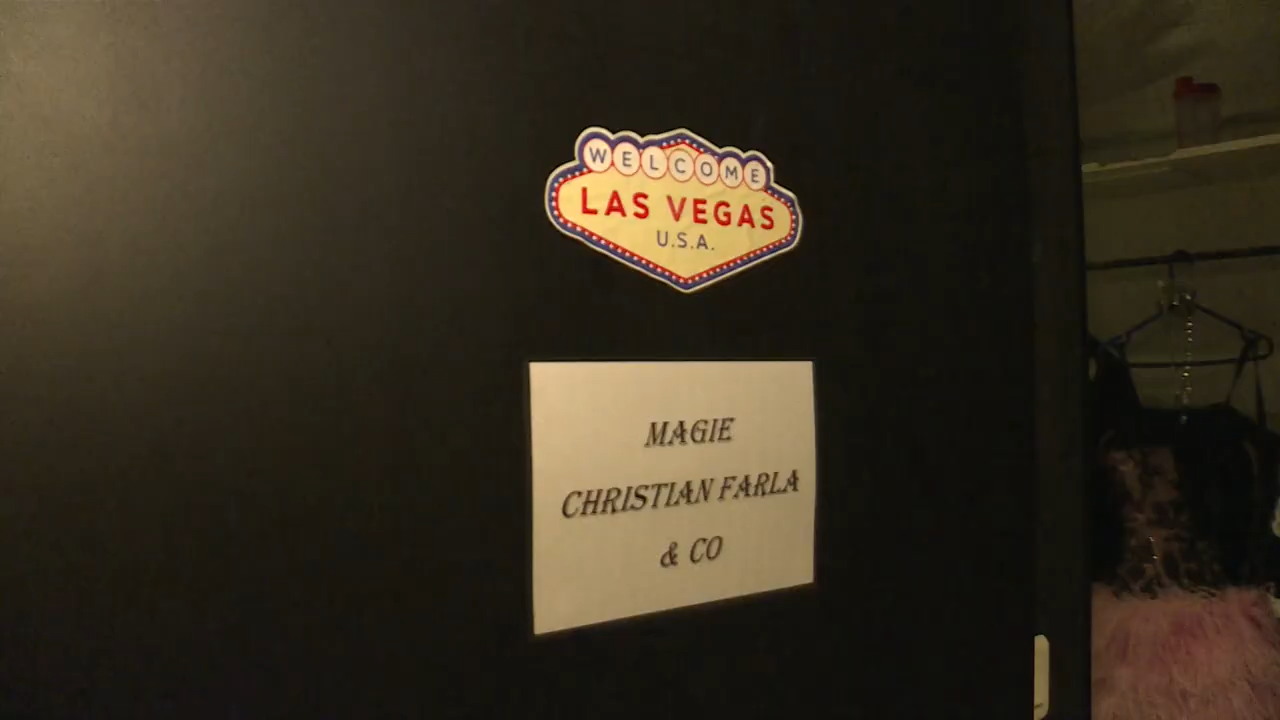 WELCOME
LAS VEGAS
U.S.A.
MAGIE
CHRISTIAN FARLA
& CO